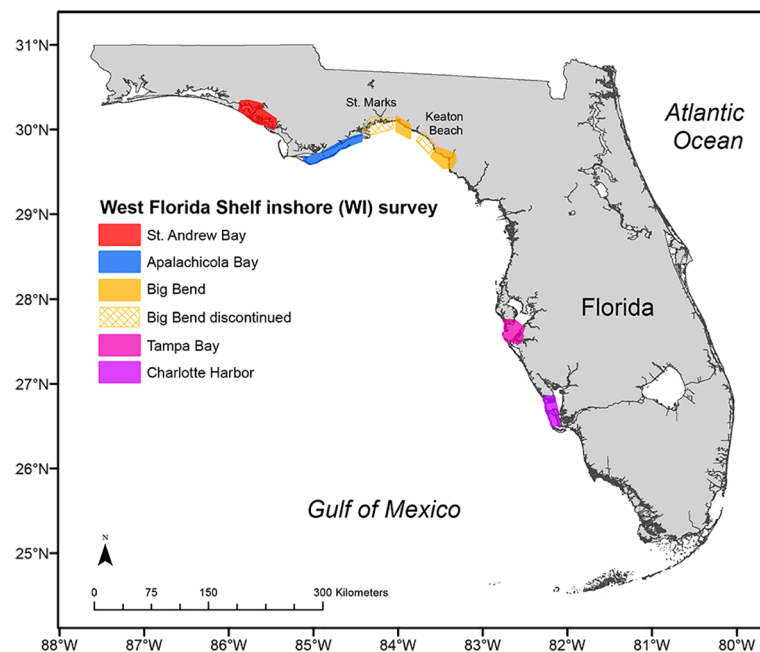 31°N
30°N
29°N
28°N
27°N
26°N
25°N
St. Marks
Keaton
Beach
Atlantic
Ocean
West Florida Shelf inshore (WI) survey
St. Andrew Bay
Apalachicola Bay
Big Bend
Big Bend discontinued
Tampa Bay
Charlotte Harbor
Florida
Gulf of Mexico
N
0 75 150 300 Kilometers
88°W 87°W 86°W 85°W 84°W 83°W 82°W 81°W 80°W